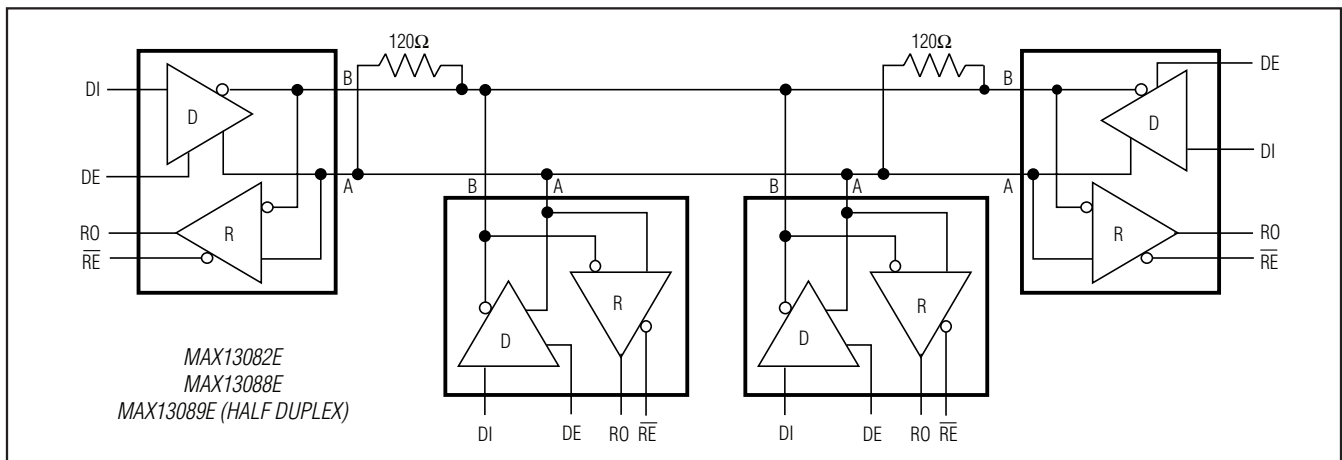 120Ω
120Ω
DI
D
B
B
D
DE
DI
DE
A
B
A
B
A
A
RO
R
RE
R
RO
RE
D
R
D
R
MAX13082E
MAX13088E
MAX13089E (HALF DUPLEX)
DI
DE
RO
RE
DI
DE
RO
RE